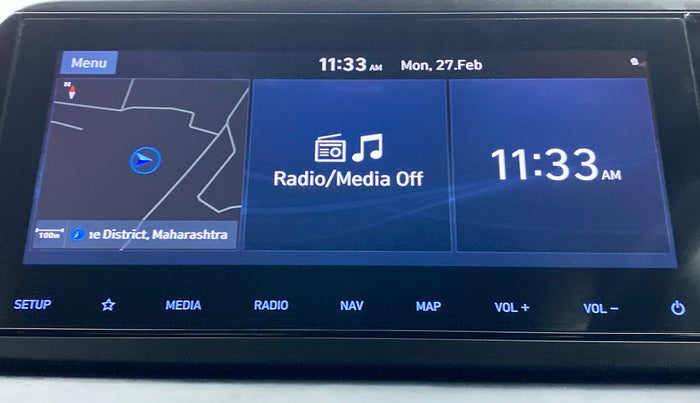 Menu
11:33 AM Mon, 27.Feb
Radio/Media Off
11:33 AM
100m
ne District, Maharashtra
SETUP MEDIA RADIO NAV MAP VOL + VOL −